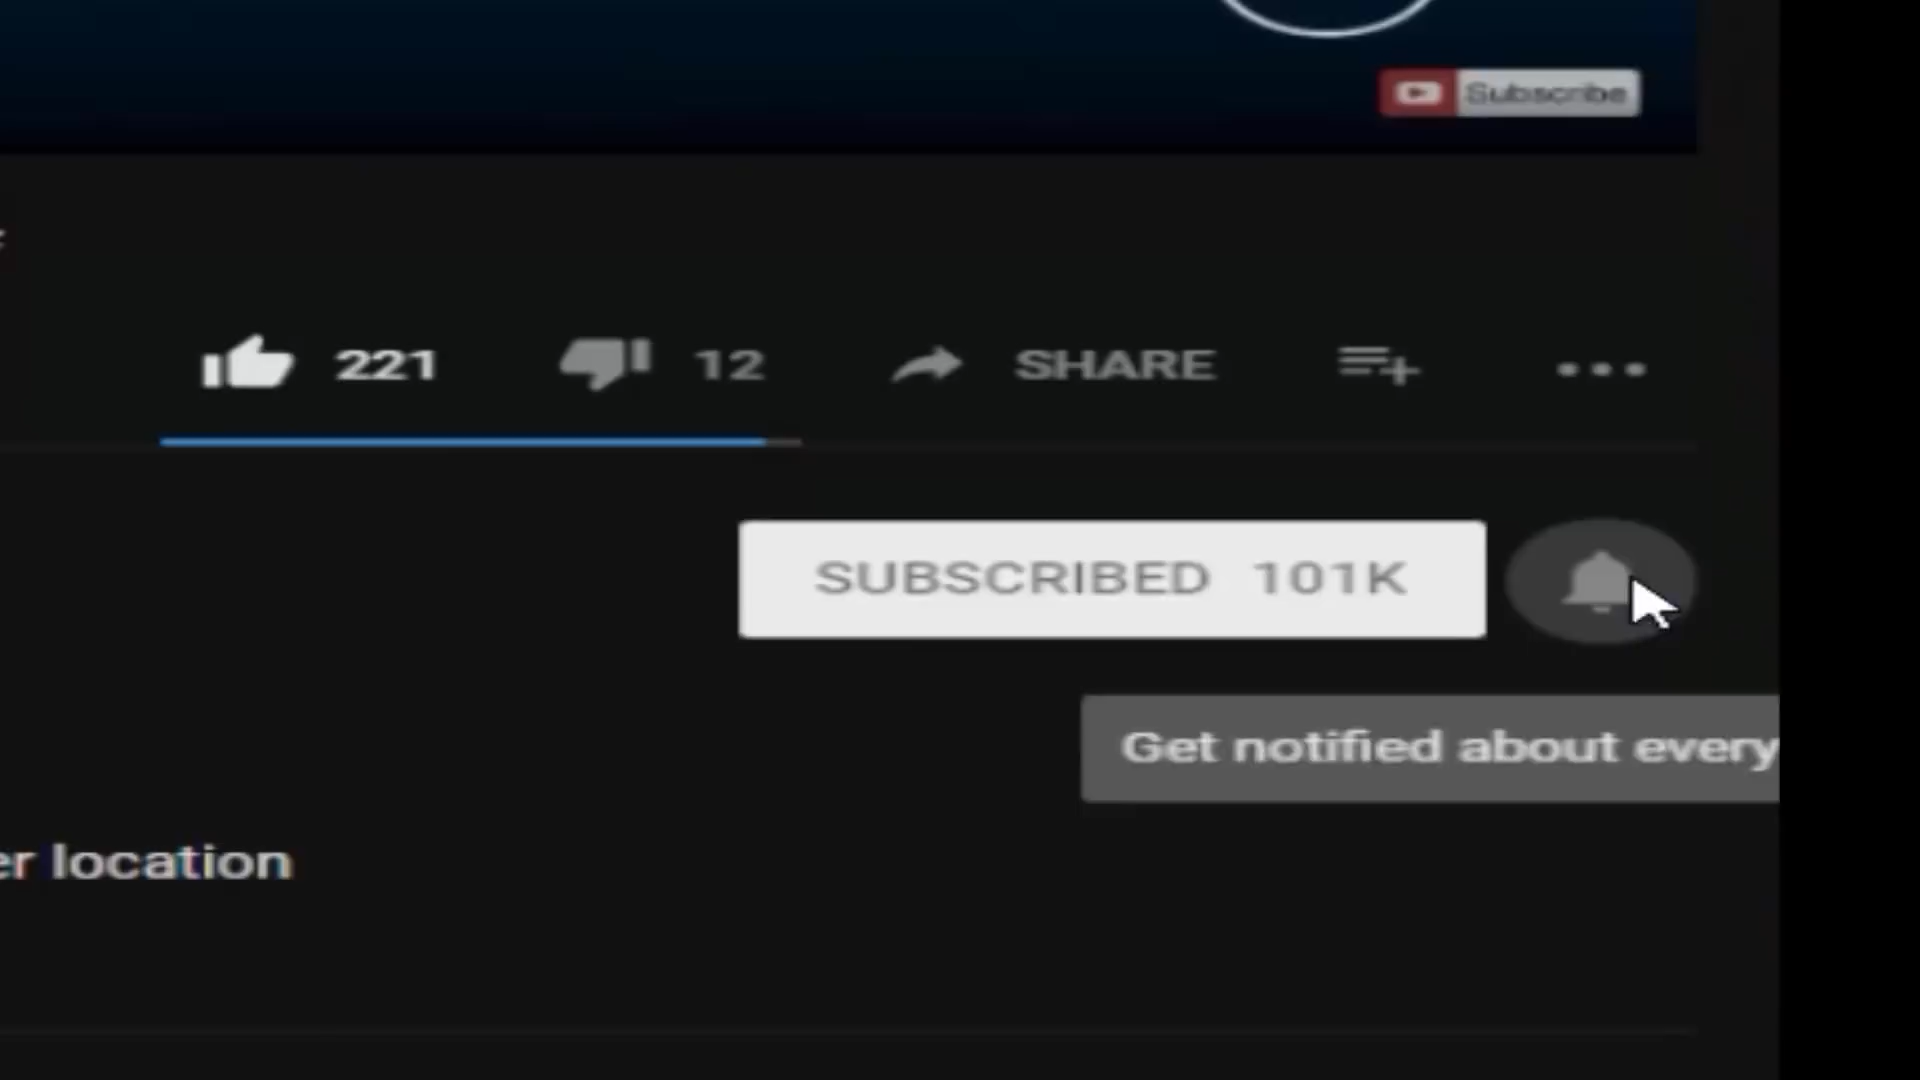 Subscribe
221 12 SHARE
SUBSCRIBED 101K
Get notified about every
er location